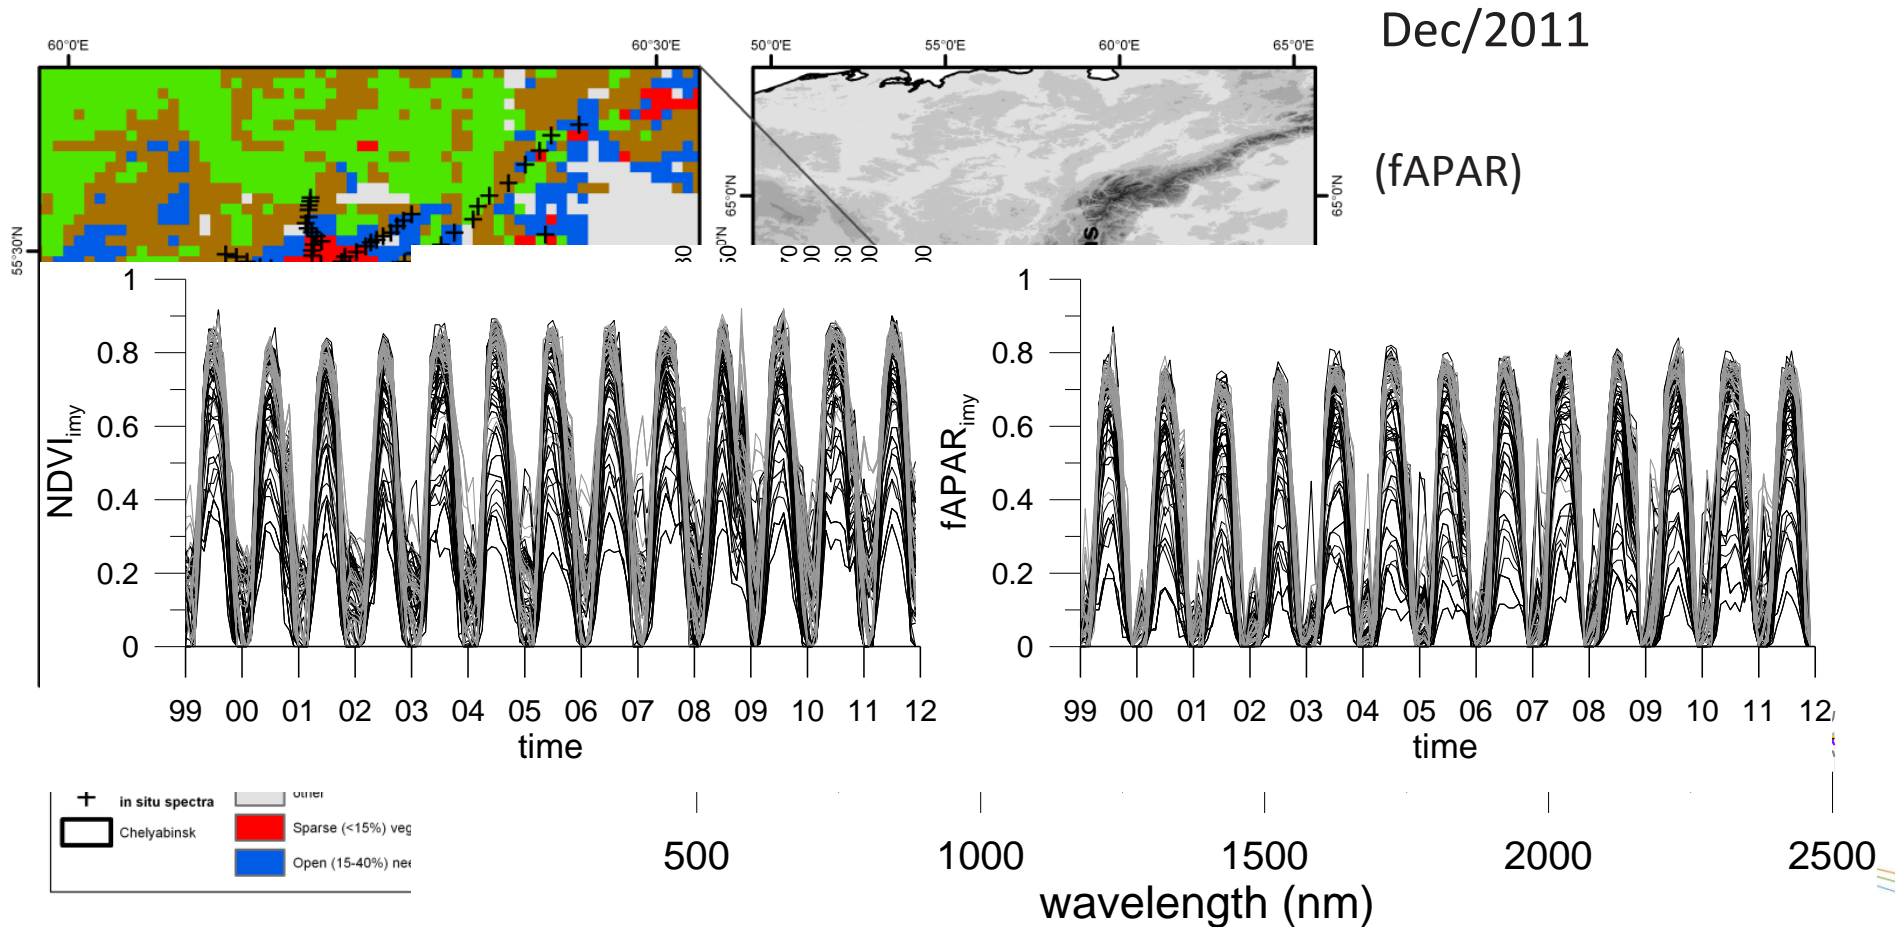 Dec/2011
60°0'E
60°30'E
50°0'E
55°0'E
60°0'E
65°0'E
(fAPAR)
65°0'N
65°0'N
55°30'N
1
0.8
0.6
0.4
0.2
0
NDVIimy
99 00 01 02 03 04 05 06 07 08 09 10 11 12
time
1
0.8
0.6
0.4
0.2
0
fAPARimy
99 00 01 02 03 04 05 06 07 08 09 10 11 12
time
in situ spectra
other
Chelyabinsk
Sparse (<15%) veg
Open (15-40%) nee
500 1000 1500 2000 2500
wavelength (nm)